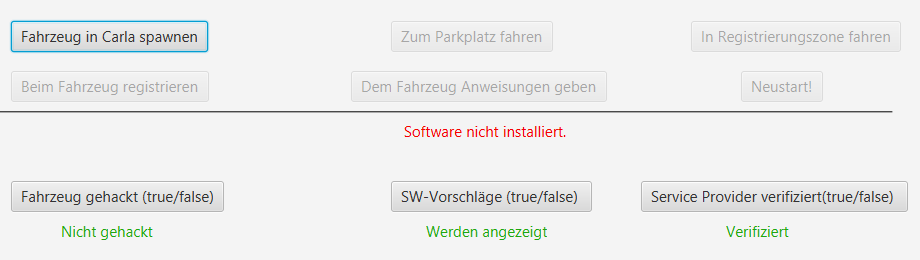 Fahrzeug in Carla spawnen
Zum Parkplatz fahren
In Registrierungszone fahren
Beim Fahrzeug registrieren
Dem Fahrzeug Anweisungen geben
Neustart!
Software nicht installiert.
Fahrzeug gehackt (true/false)
SW-Vorschläge (true/false)
Service Provider verifiziert(true/false)
Nicht gehackt
Werden angezeigt
Verifiziert